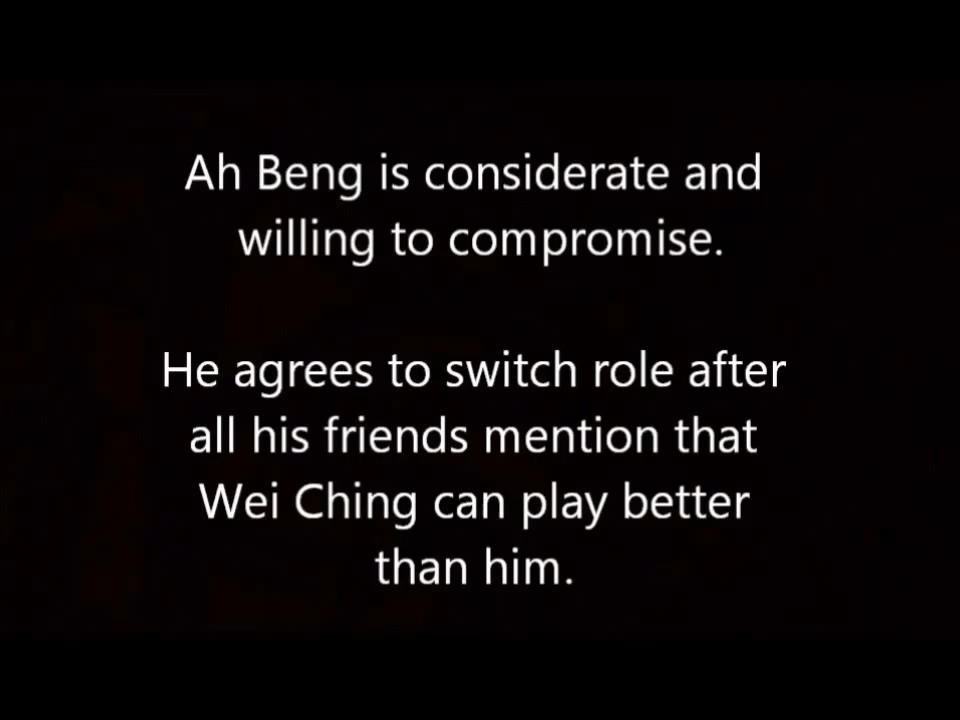 Ah Beng is considerate and
willing to compromise.
He agrees to switch role after
all his friends mention that
Wei Ching can play better
than him.